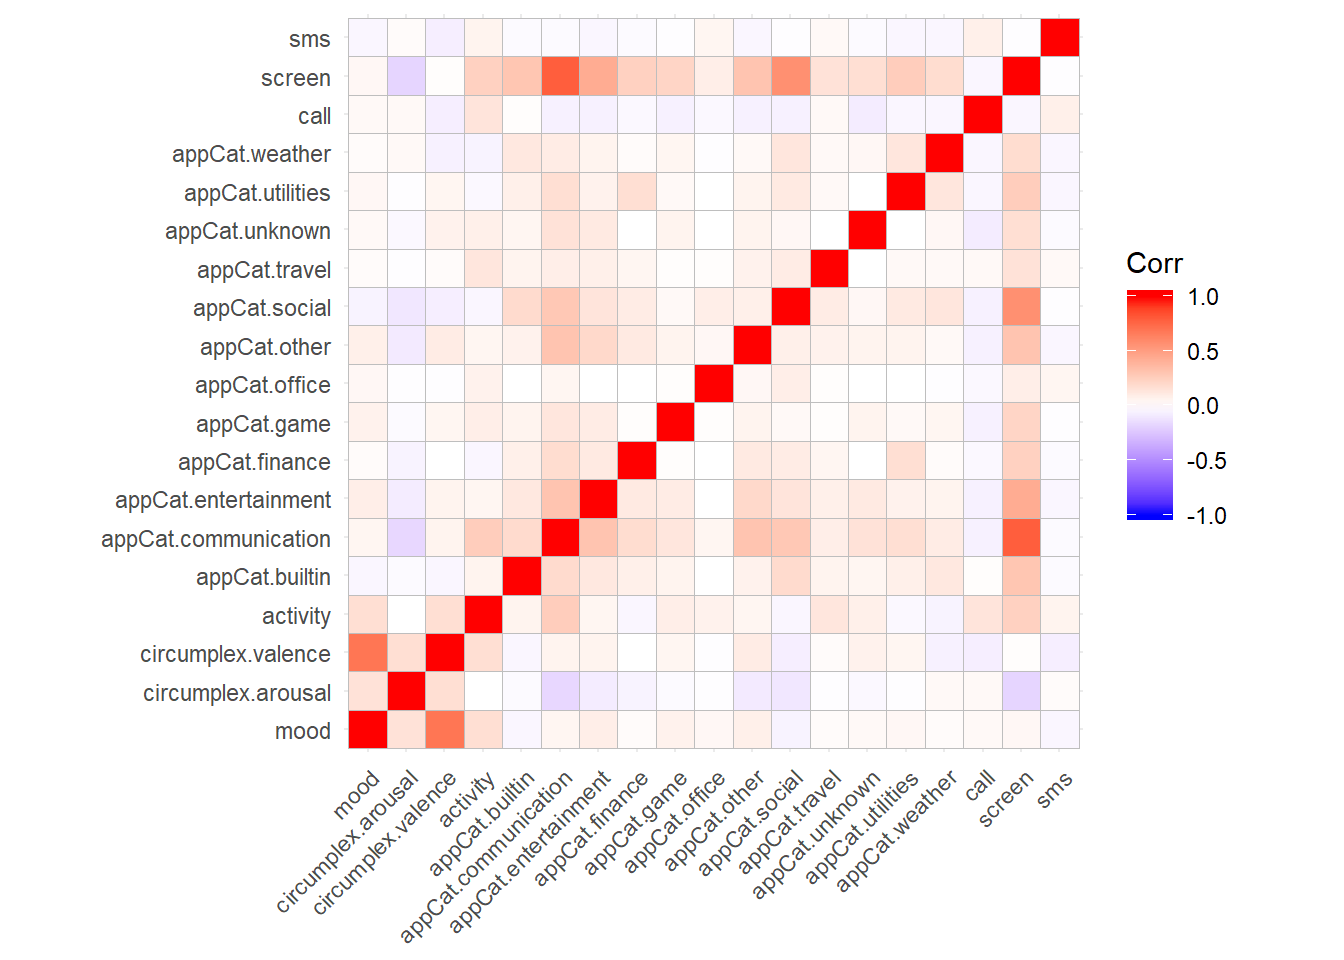 sms
screen
call
appCat.weather
appCat.utilities
appCat.unknown
appCat.travel
appCat.social
appCat.other
appCat.office
appCat.game
appCat.finance
appCat.entertainment
appCat.communication
appCat.builtin
activity
circumplex.valence
circumplex.arousal
mood
mood
circumplex.arousal
circumplex.valence
activity
appCat.builtin
appCat.communication
appCat.entertainment
appCat.finance
appCat.game
appCat.office
appCat.other
appCat.social
appCat.travel
appCat.unknown
appCat.utilities
appCat.weather
call
screen
sms
Corr
1.0
0.5
0.0
-0.5
-1.0